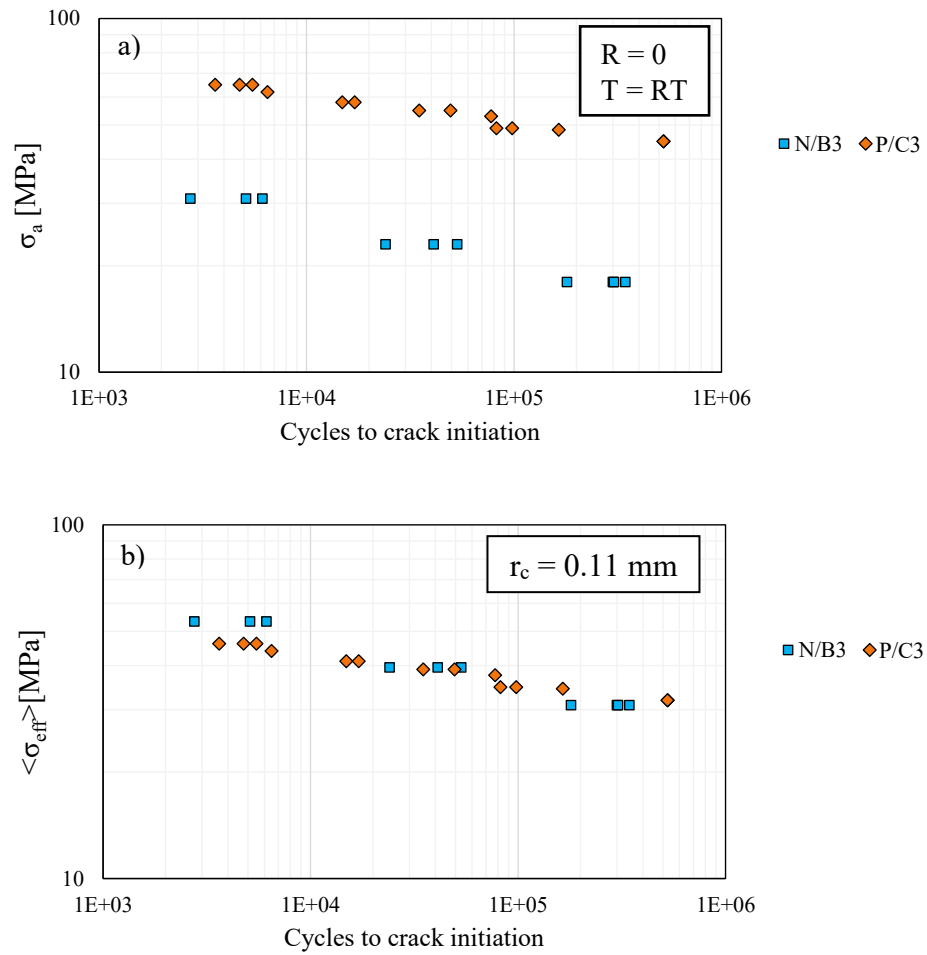 100
a)
R = 0
T = RT
σa [MPa]
N/B3 P/C3
10
1E+03 1E+04 1E+05 1E+06
Cycles to crack initiation
100
b)
rc = 0.11 mm
<σeff>[MPa]
N/B3 P/C3
10
1E+03 1E+04 1E+05 1E+06
Cycles to crack initiation